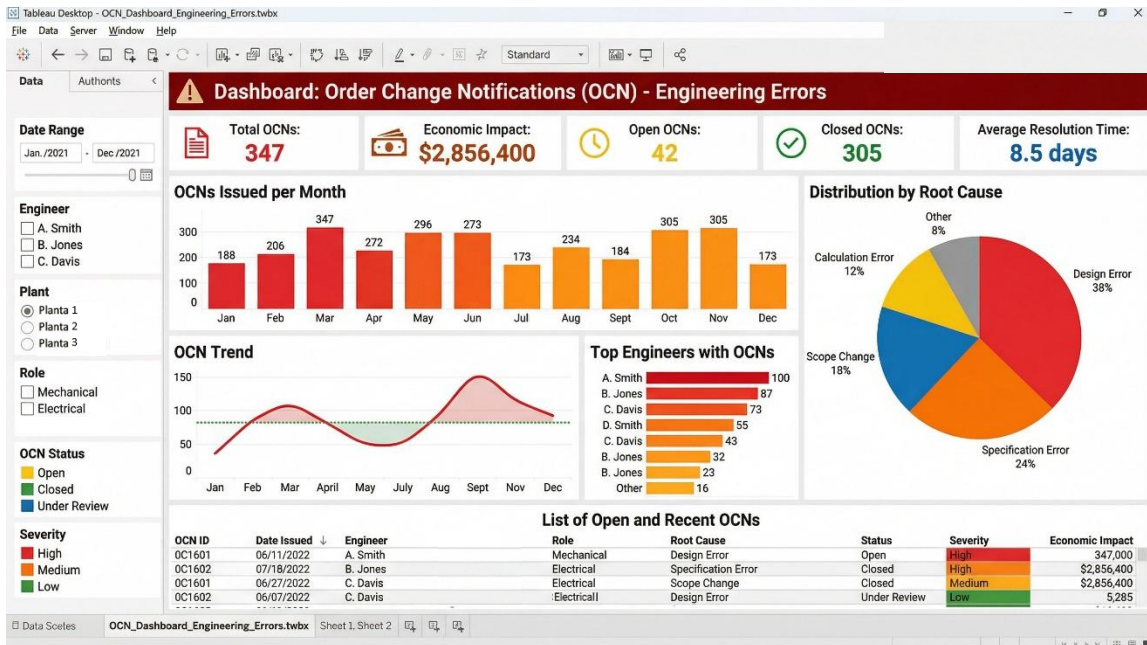 Tableau Desktop - OCN_Dashboard_Engineering_Errors.twbx
File Data Server Window Help
Standard
Data Authonts
Date Range
Jan./2021 - Dec /2021
Engineer
A. Smith
B. Jones
C. Davis
Plant
Planta 1
Planta 2
Planta 3
Role
Mechanical
Electrical
OCN Status
Open
Closed
Under Review
Severity
High
Medium
Low
Dashboard: Order Change Notifications (OCN) - Engineering Errors
Total OCNs:
347
Economic Impact:
$2,856,400
Open OCNs:
42
Closed OCNs:
305
Average Resolution Time:
8.5 days
OCNs Issued per Month
300
200
100
0
188 206 347 272 296 273 173 234 184 305 305 173
Jan Feb Mar Apr May Jun Jul Aug Sept Oct Nov Dec
OCN Trend
150
100
50
0
Jan Feb Mar April May July Aug Sept Nov Dec
Top Engineers with OCNs
A. Smith 100
B. Jones 87
C. Davis 73
D. Smith 55
C. Davis 43
B. Jones 32
B. Jones 23
Other 16
Distribution by Root Cause
Other
8%
Calculation Error
12%
Design Error
38%
Scope Change
18%
Specification Error
24%
List of Open and Recent OCNs
OCN ID Date Issued ↓ Engineer Role Root Cause Status Severity Economic Impact
0C1601 06/11/2022 A. Smith Mechanical Design Error Open High 347,000
0C1602 07/18/2022 B. Jones Electrical Specification Error Closed High $2,856,400
0C1601 06/27/2022 C. Davis Electrical Scope Change Closed Medium $2,856,400
0C1602 06/07/2022 C. Davis :Electricall Design Error Under Review Low 5,285
Data Scetes OCN_Dashboard_Engineering_Errors.twbx Sheet 1, Sheet 2